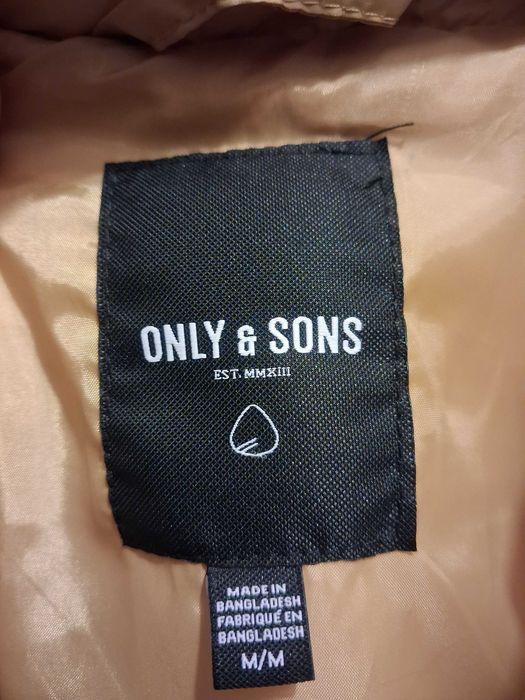 ONLY & SONS
EST. MMXIII
MADE IN
BANGLADESH
FABRIQUÉ EN
BANGLADESH
M/M